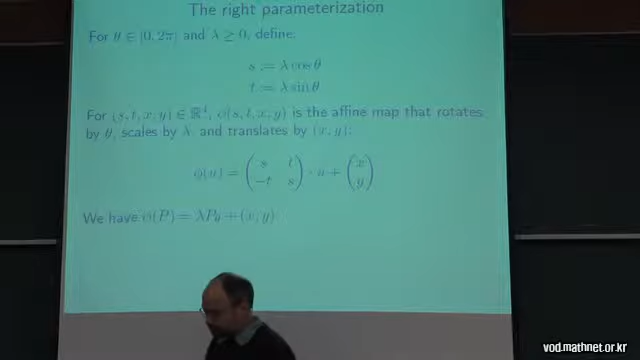 The right parameterization
For θ ∈ [0, 2π] and λ ≥ 0, define:
s := λ cos θ
t := λ sin θ
For (s, t, x, y) ∈ ℝ⁴, φ(s, t, x, y) is the affine map that rotates
by θ, scales by λ, and translates by (x, y):
φ(u) = ( s t ) · u + ( x )
( −t s ) ( y )
We have φ(P) = λP_θ + (x, y)
vod.mathnet.or.kr